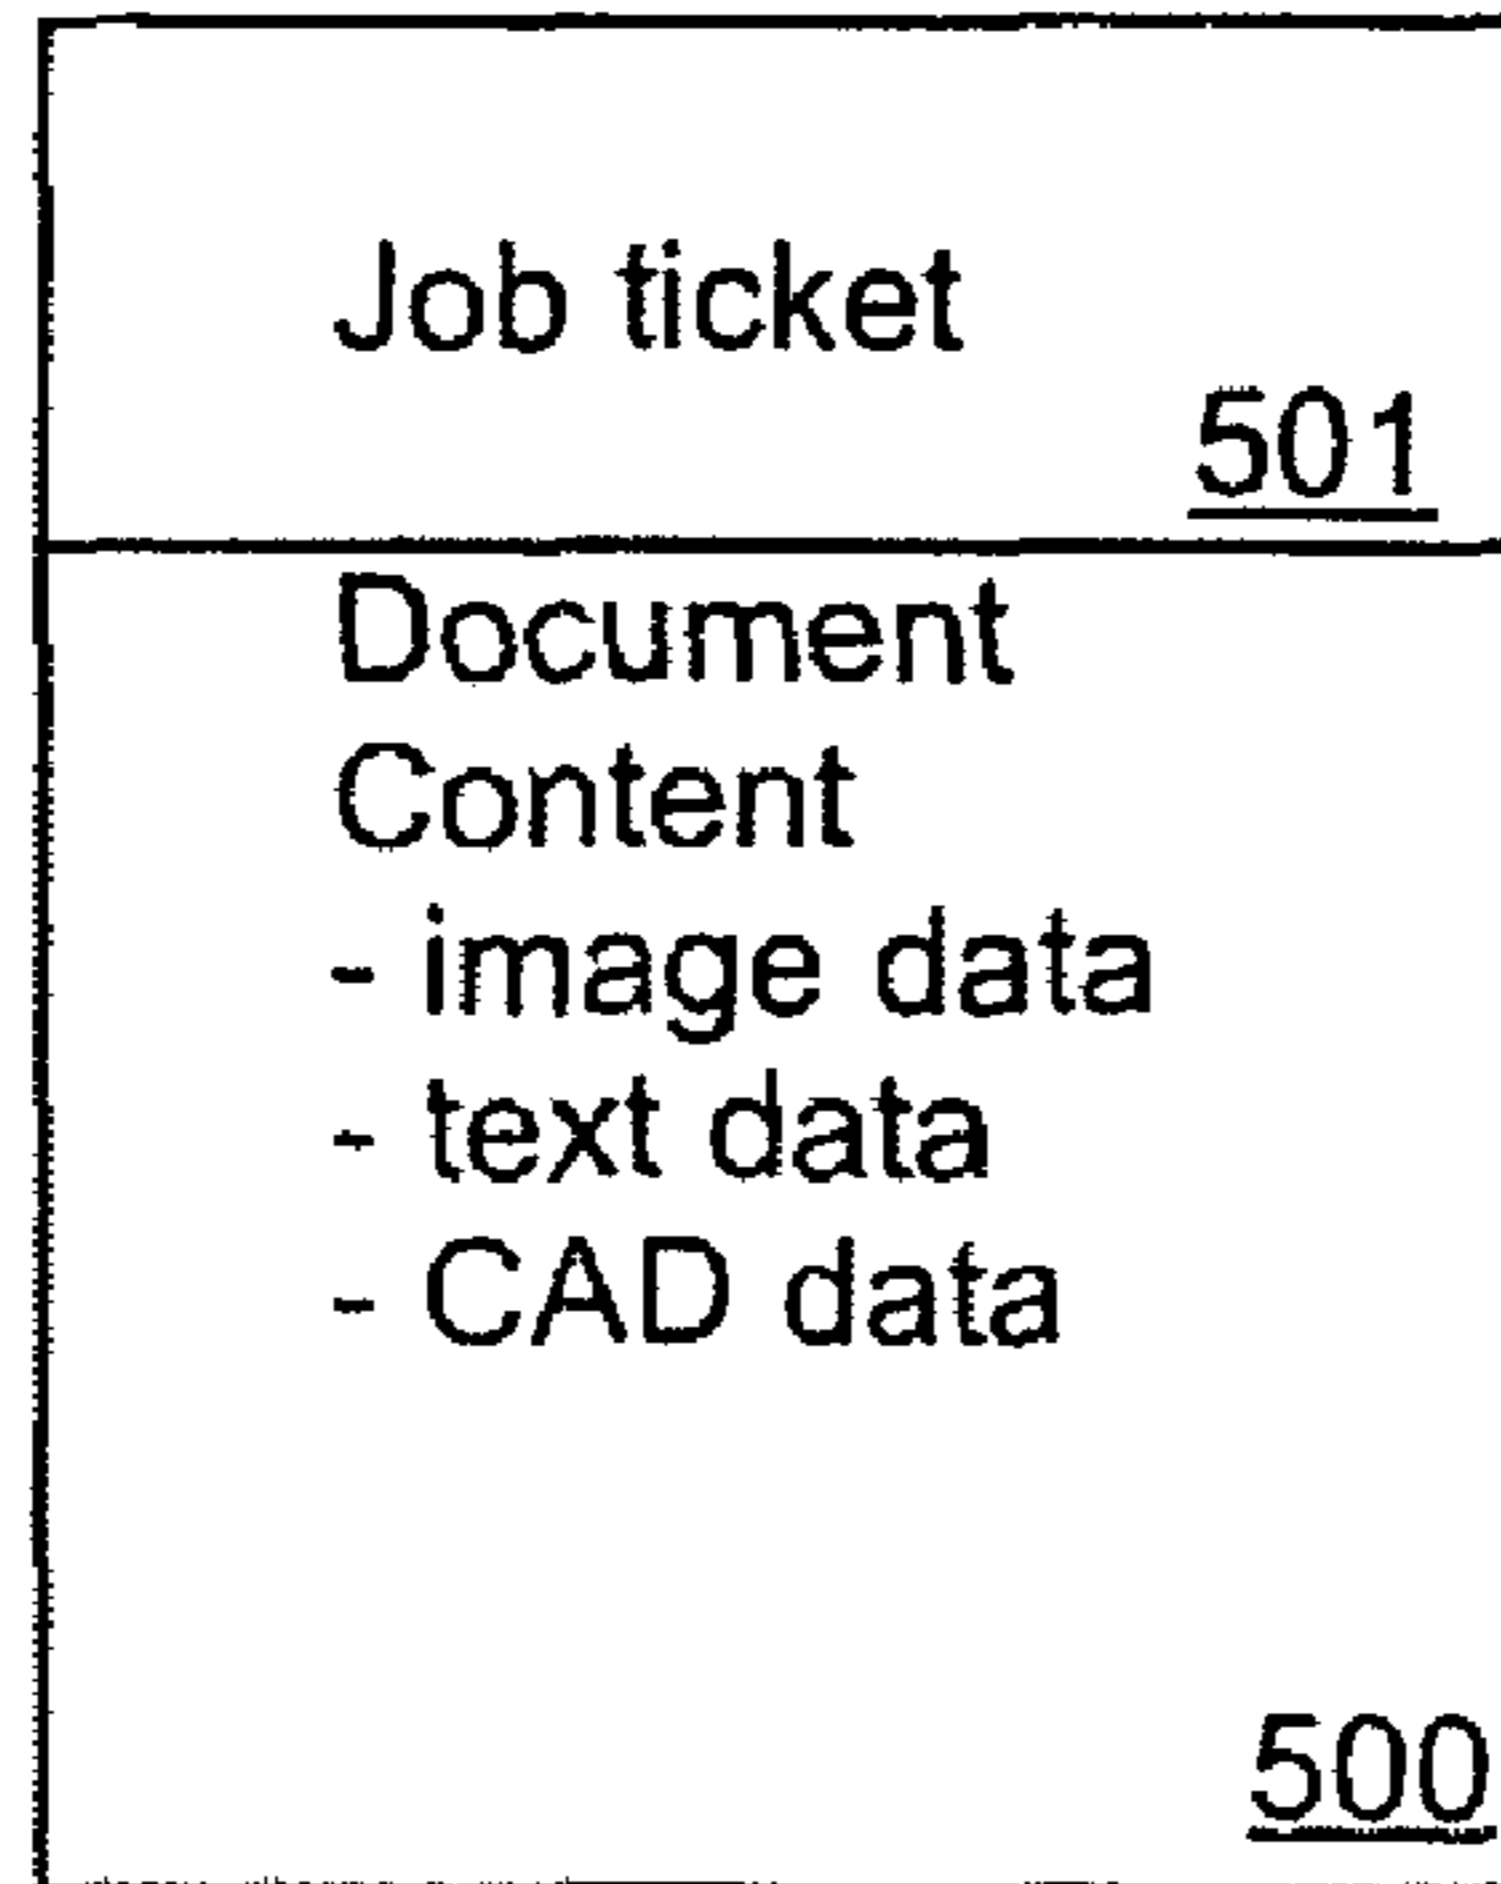 Job ticket
501
Document
Content
- image data
- text data
- CAD data
500